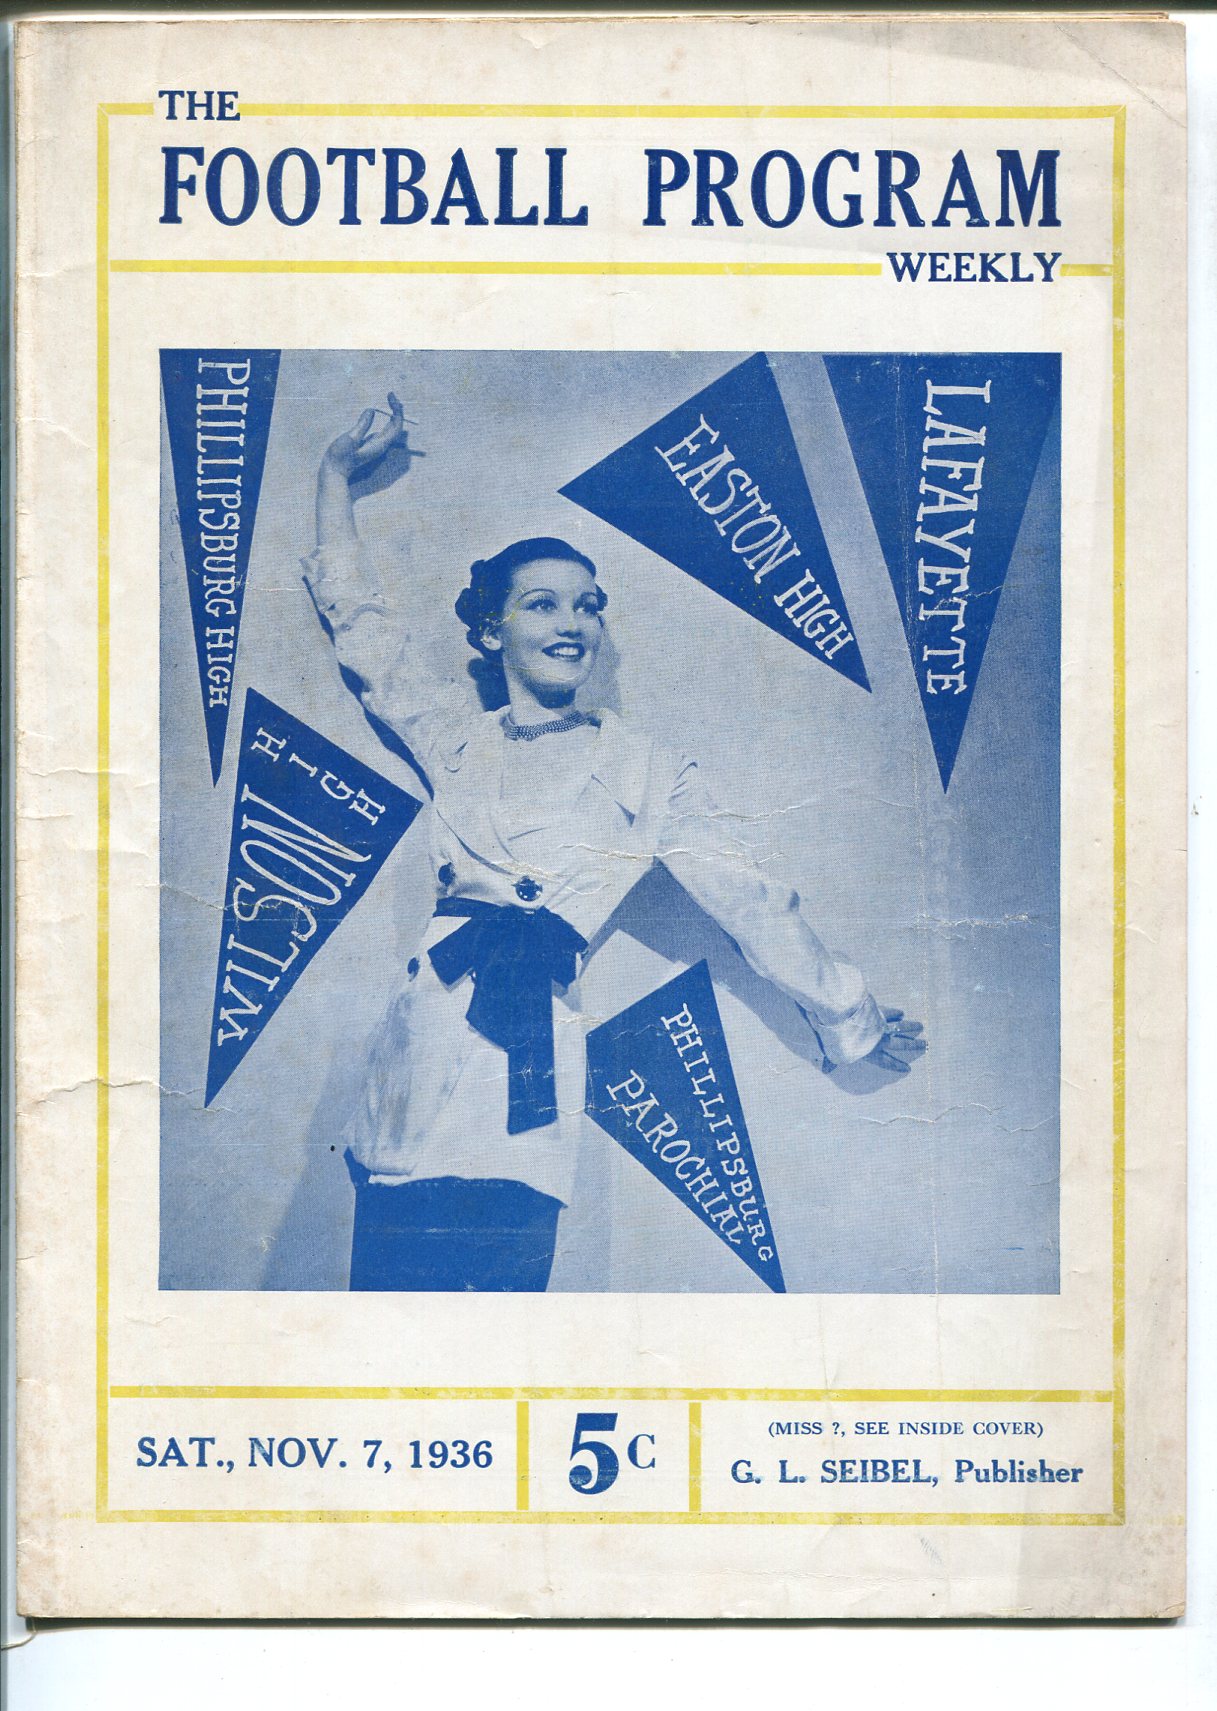 THE
FOOTBALL PROGRAM
WEEKLY
PHILLIPSBURG HIGH
EASTON HIGH
LAFAYETTE
HIGH
WILSON
PHILLIPSBURG
PAROCHIAL
SAT., NOV. 7, 1936
5c
(MISS ?, SEE INSIDE COVER)
G. L. SEIBEL, Publisher